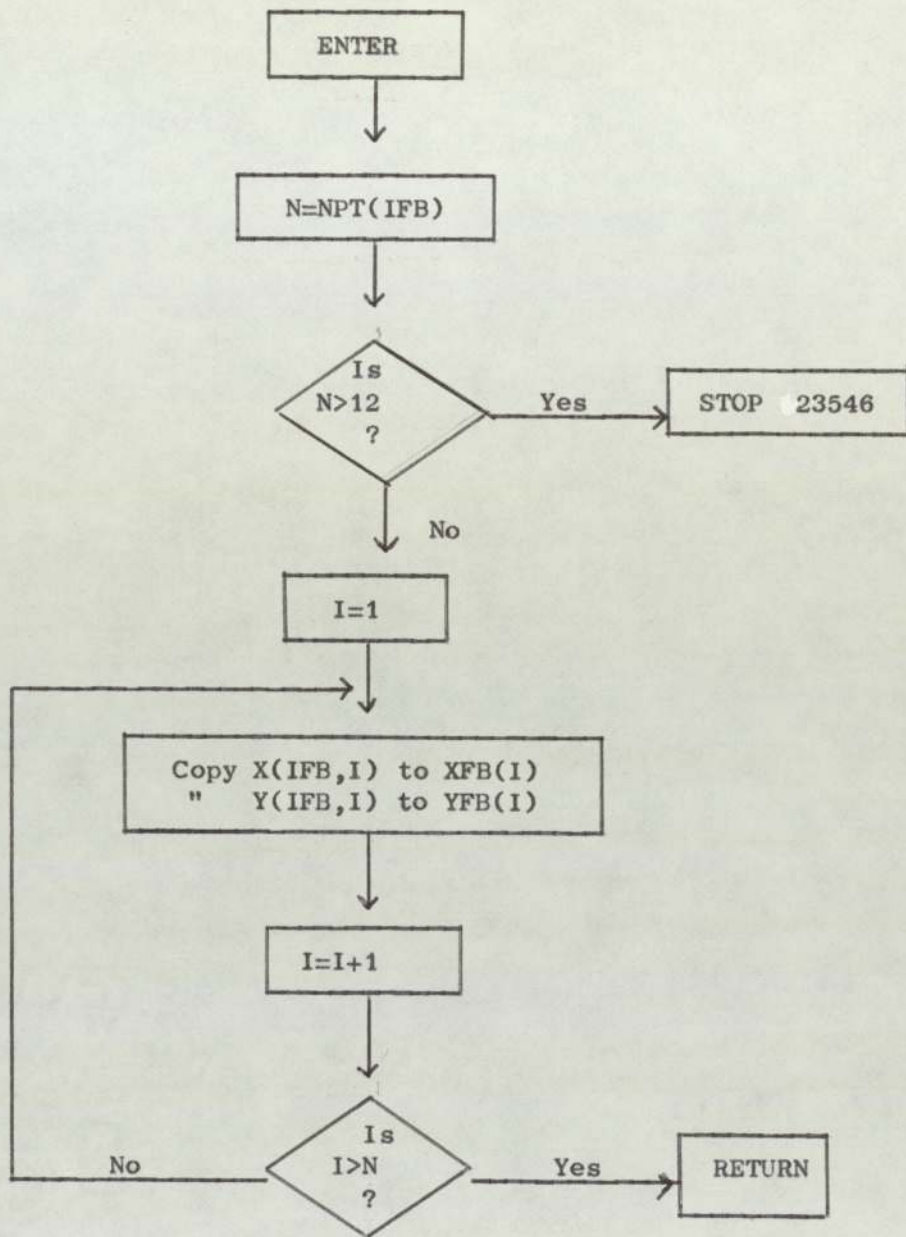 ENTER
N=NPT(IFB)
Is
N>12
?
Yes
STOP 23546
No
I=1
Copy X(IFB,I) to XFB(I)
" Y(IFB,I) to YFB(I)
I=I+1
Is
I>N
?
No
Yes
RETURN